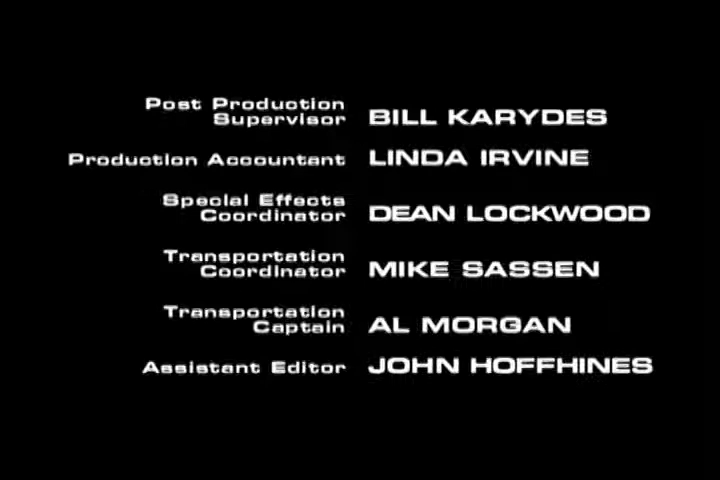 Post Production
Supervisor BILL KARYDES
Production Accountant LINDA IRVINE
Special Effects
Coordinator DEAN LOCKWOOD
Transportation
Coordinator MIKE SASSEN
Transportation
Captain AL MORGAN
Assistant Editor JOHN HOFFHINES